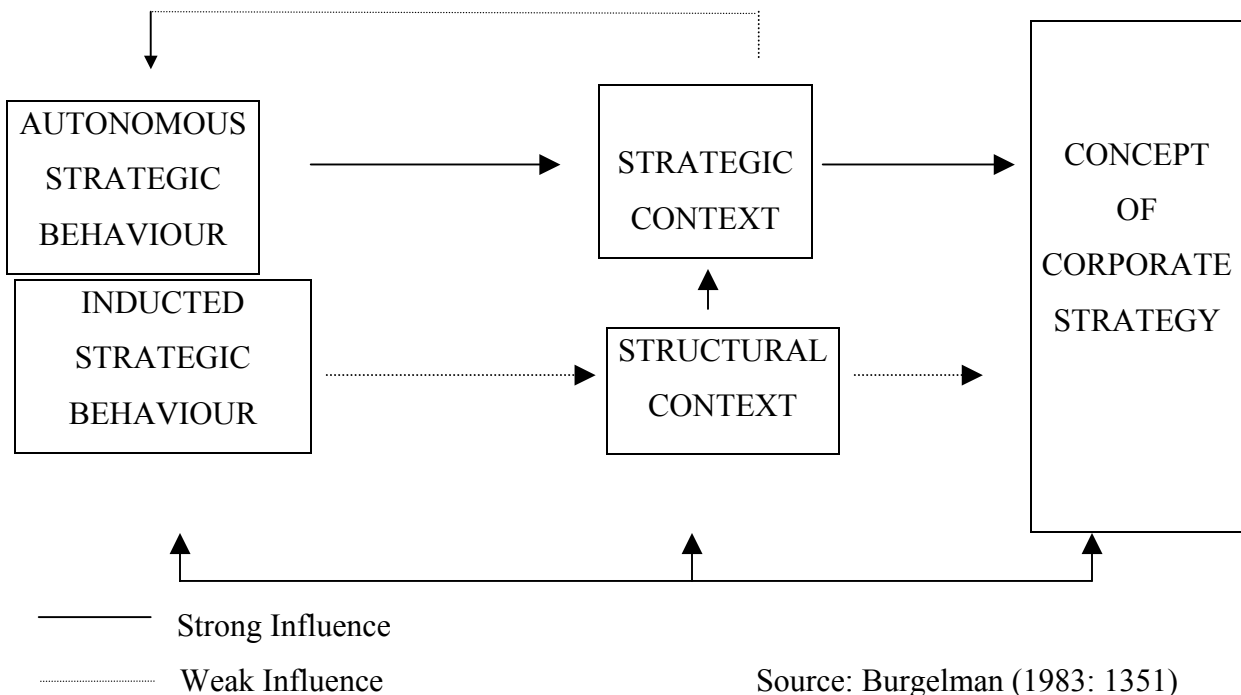 AUTONOMOUS
STRATEGIC
BEHAVIOUR
INDUCTED
STRATEGIC
BEHAVIOUR
STRATEGIC
CONTEXT
STRUCTURAL
CONTEXT
CONCEPT
OF
CORPORATE
STRATEGY
Strong Influence
Weak Influence
Source: Burgelman (1983: 1351)